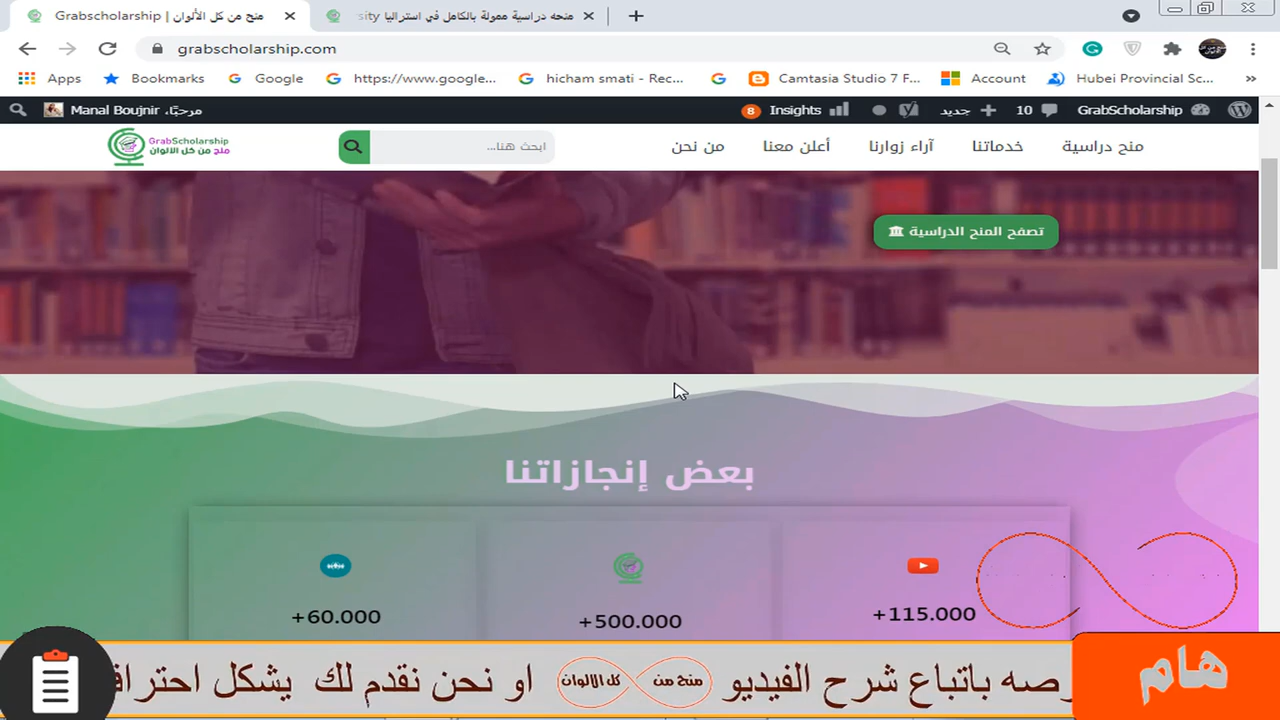 Grabscholarship | منح من كل الألوان
منحه دراسية ممولة بالكامل في استراليا sity
grabscholarship.com
Apps
Bookmarks
Google
https://www.google...
hicham smati - Rec...
Camtasia Studio 7 F...
Account
Hubei Provincial Sc...
»
مرحبًا، Manal Boujnir
8 Insights
جديد
10
GrabScholarship
GrabScholarship
منح من كل الألوان
ابحث هنا...
منح دراسية
خدماتنا
آراء زوارنا
أعلن معنا
من نحن
تصفح المنح الدراسية
بعض إنجازاتنا
+60.000
+500.000
+115.000
هام
رصه باتباع شرح الفيديو
منح من كل الالوان
او نحن نقدم لك يشكل احتراف